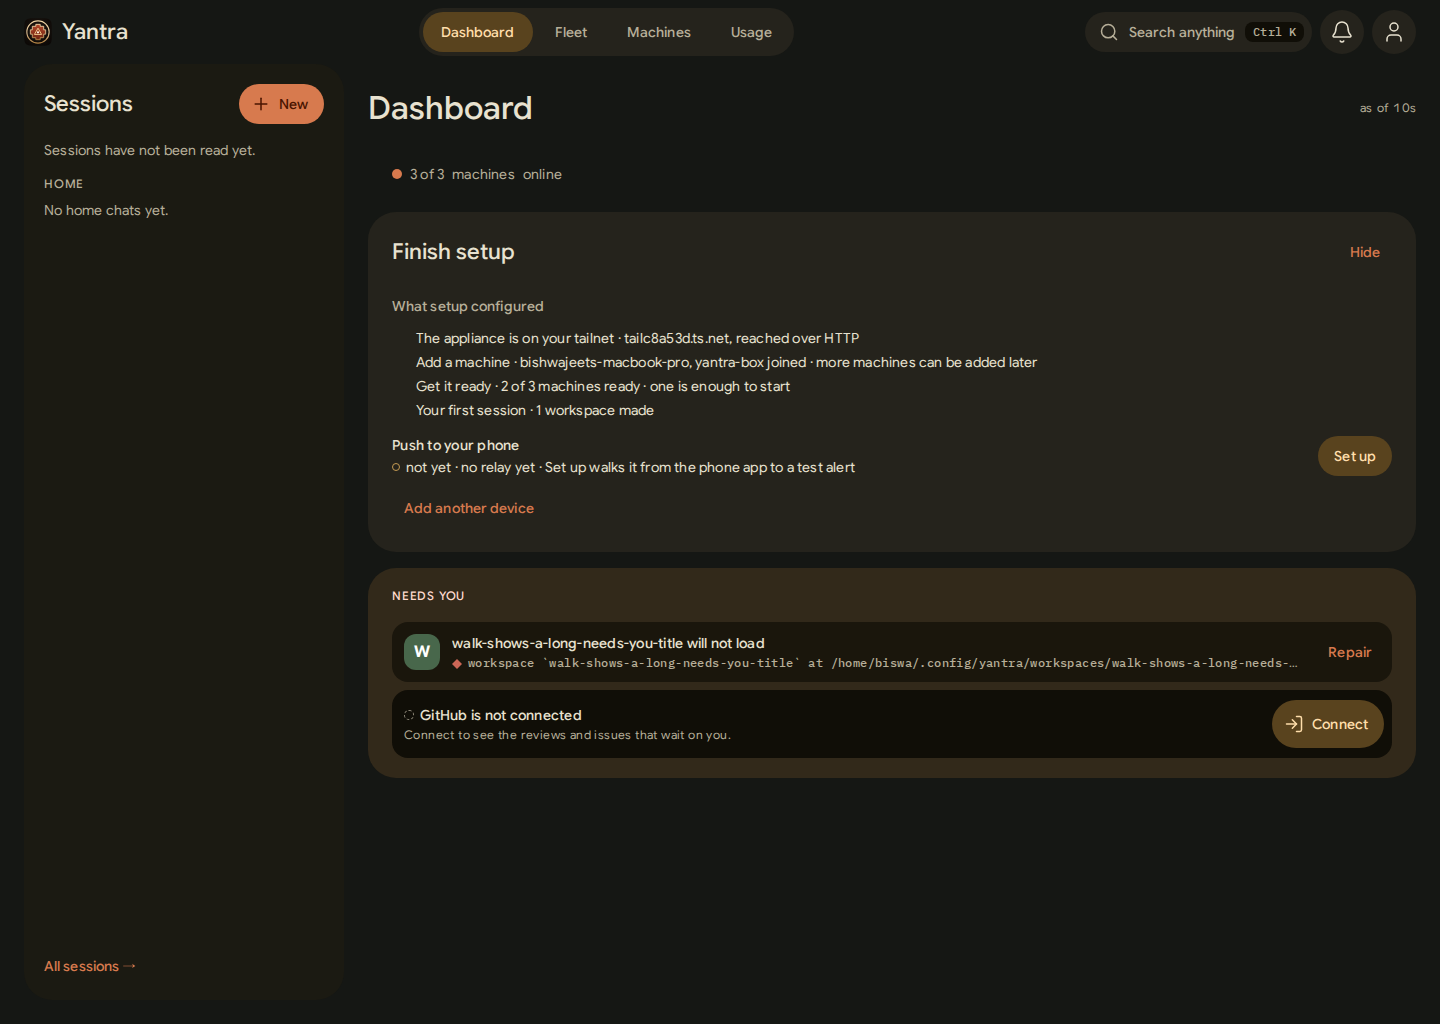 Yantra
Dashboard
Fleet
Machines
Usage
Search anything
Ctrl K
Sessions
New
Sessions have not been read yet.
HOME
No home chats yet.
All sessions →
Dashboard
as of 10s
3 of 3 machines online
Finish setup
Hide
What setup configured
The appliance is on your tailnet · tailc8a53d.ts.net, reached over HTTP
Add a machine · bishwajeets-macbook-pro, yantra-box joined · more machines can be added later
Get it ready · 2 of 3 machines ready · one is enough to start
Your first session · 1 workspace made
Push to your phone
not yet · no relay yet · Set up walks it from the phone app to a test alert
Set up
Add another device
NEEDS YOU
W
walk-shows-a-long-needs-you-title will not load
workspace `walk-shows-a-long-needs-you-title` at /home/biswa/.config/yantra/workspaces/walk-shows-a-long-needs-…
Repair
GitHub is not connected
Connect to see the reviews and issues that wait on you.
Connect